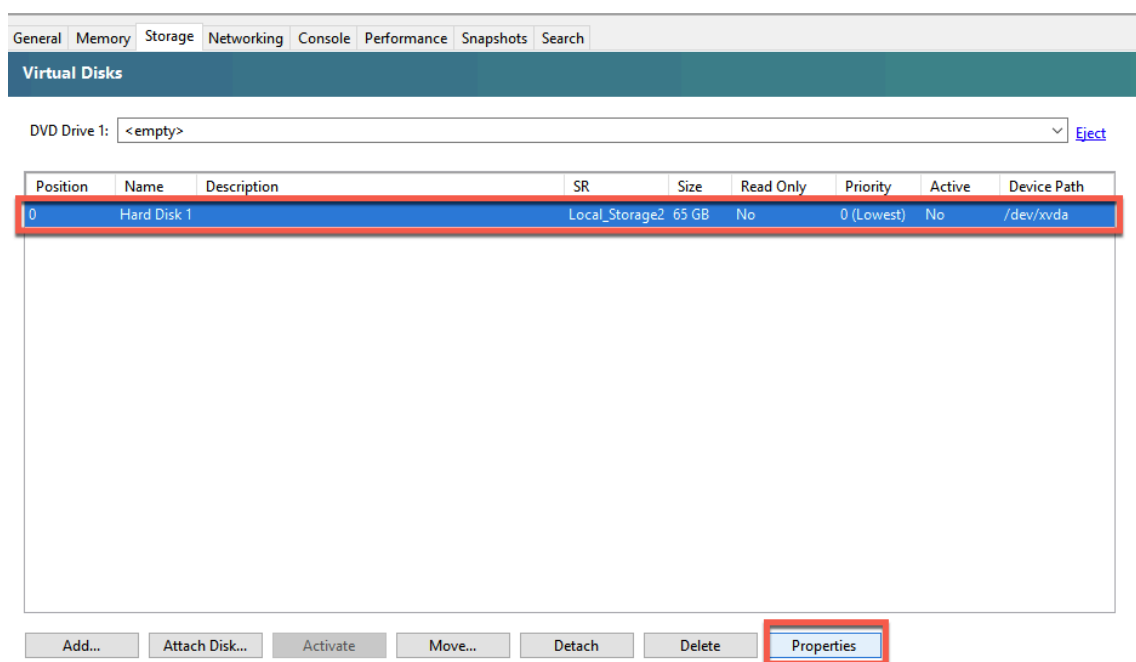 General Memory Storage Networking Console Performance Snapshots Search
Virtual Disks
DVD Drive 1: <empty> Eject
Position Name Description SR Size Read Only Priority Active Device Path
0 Hard Disk 1 Local_Storage2 65 GB No 0 (Lowest) No /dev/xvda
Add... Attach Disk... Activate Move... Detach Delete Properties